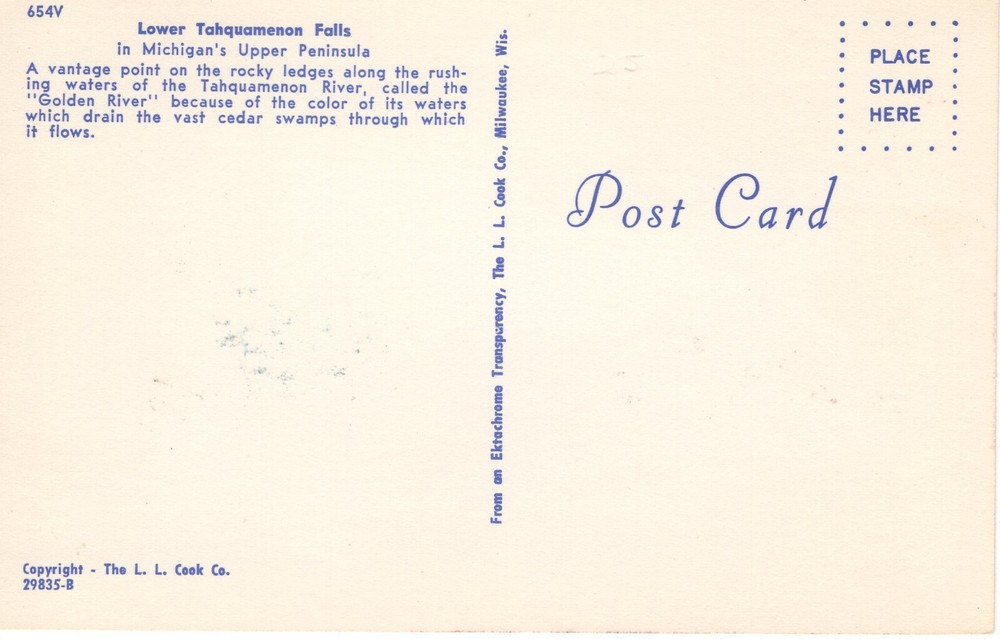 654V
Lower Tahquamenon Falls
in Michigan's Upper Peninsula
A vantage point on the rocky ledges along the rush-
ing waters of the Tahquamenon River, called the
"Golden River" because of the color of its waters
which drain the vast cedar swamps through which
it flows.
Copyright - The L. L. Cook Co.
29835-B
From an Ektachrome Transparency, The L. L. Cook Co., Milwaukee, Wis.
25
PLACE
STAMP
HERE
Post Card